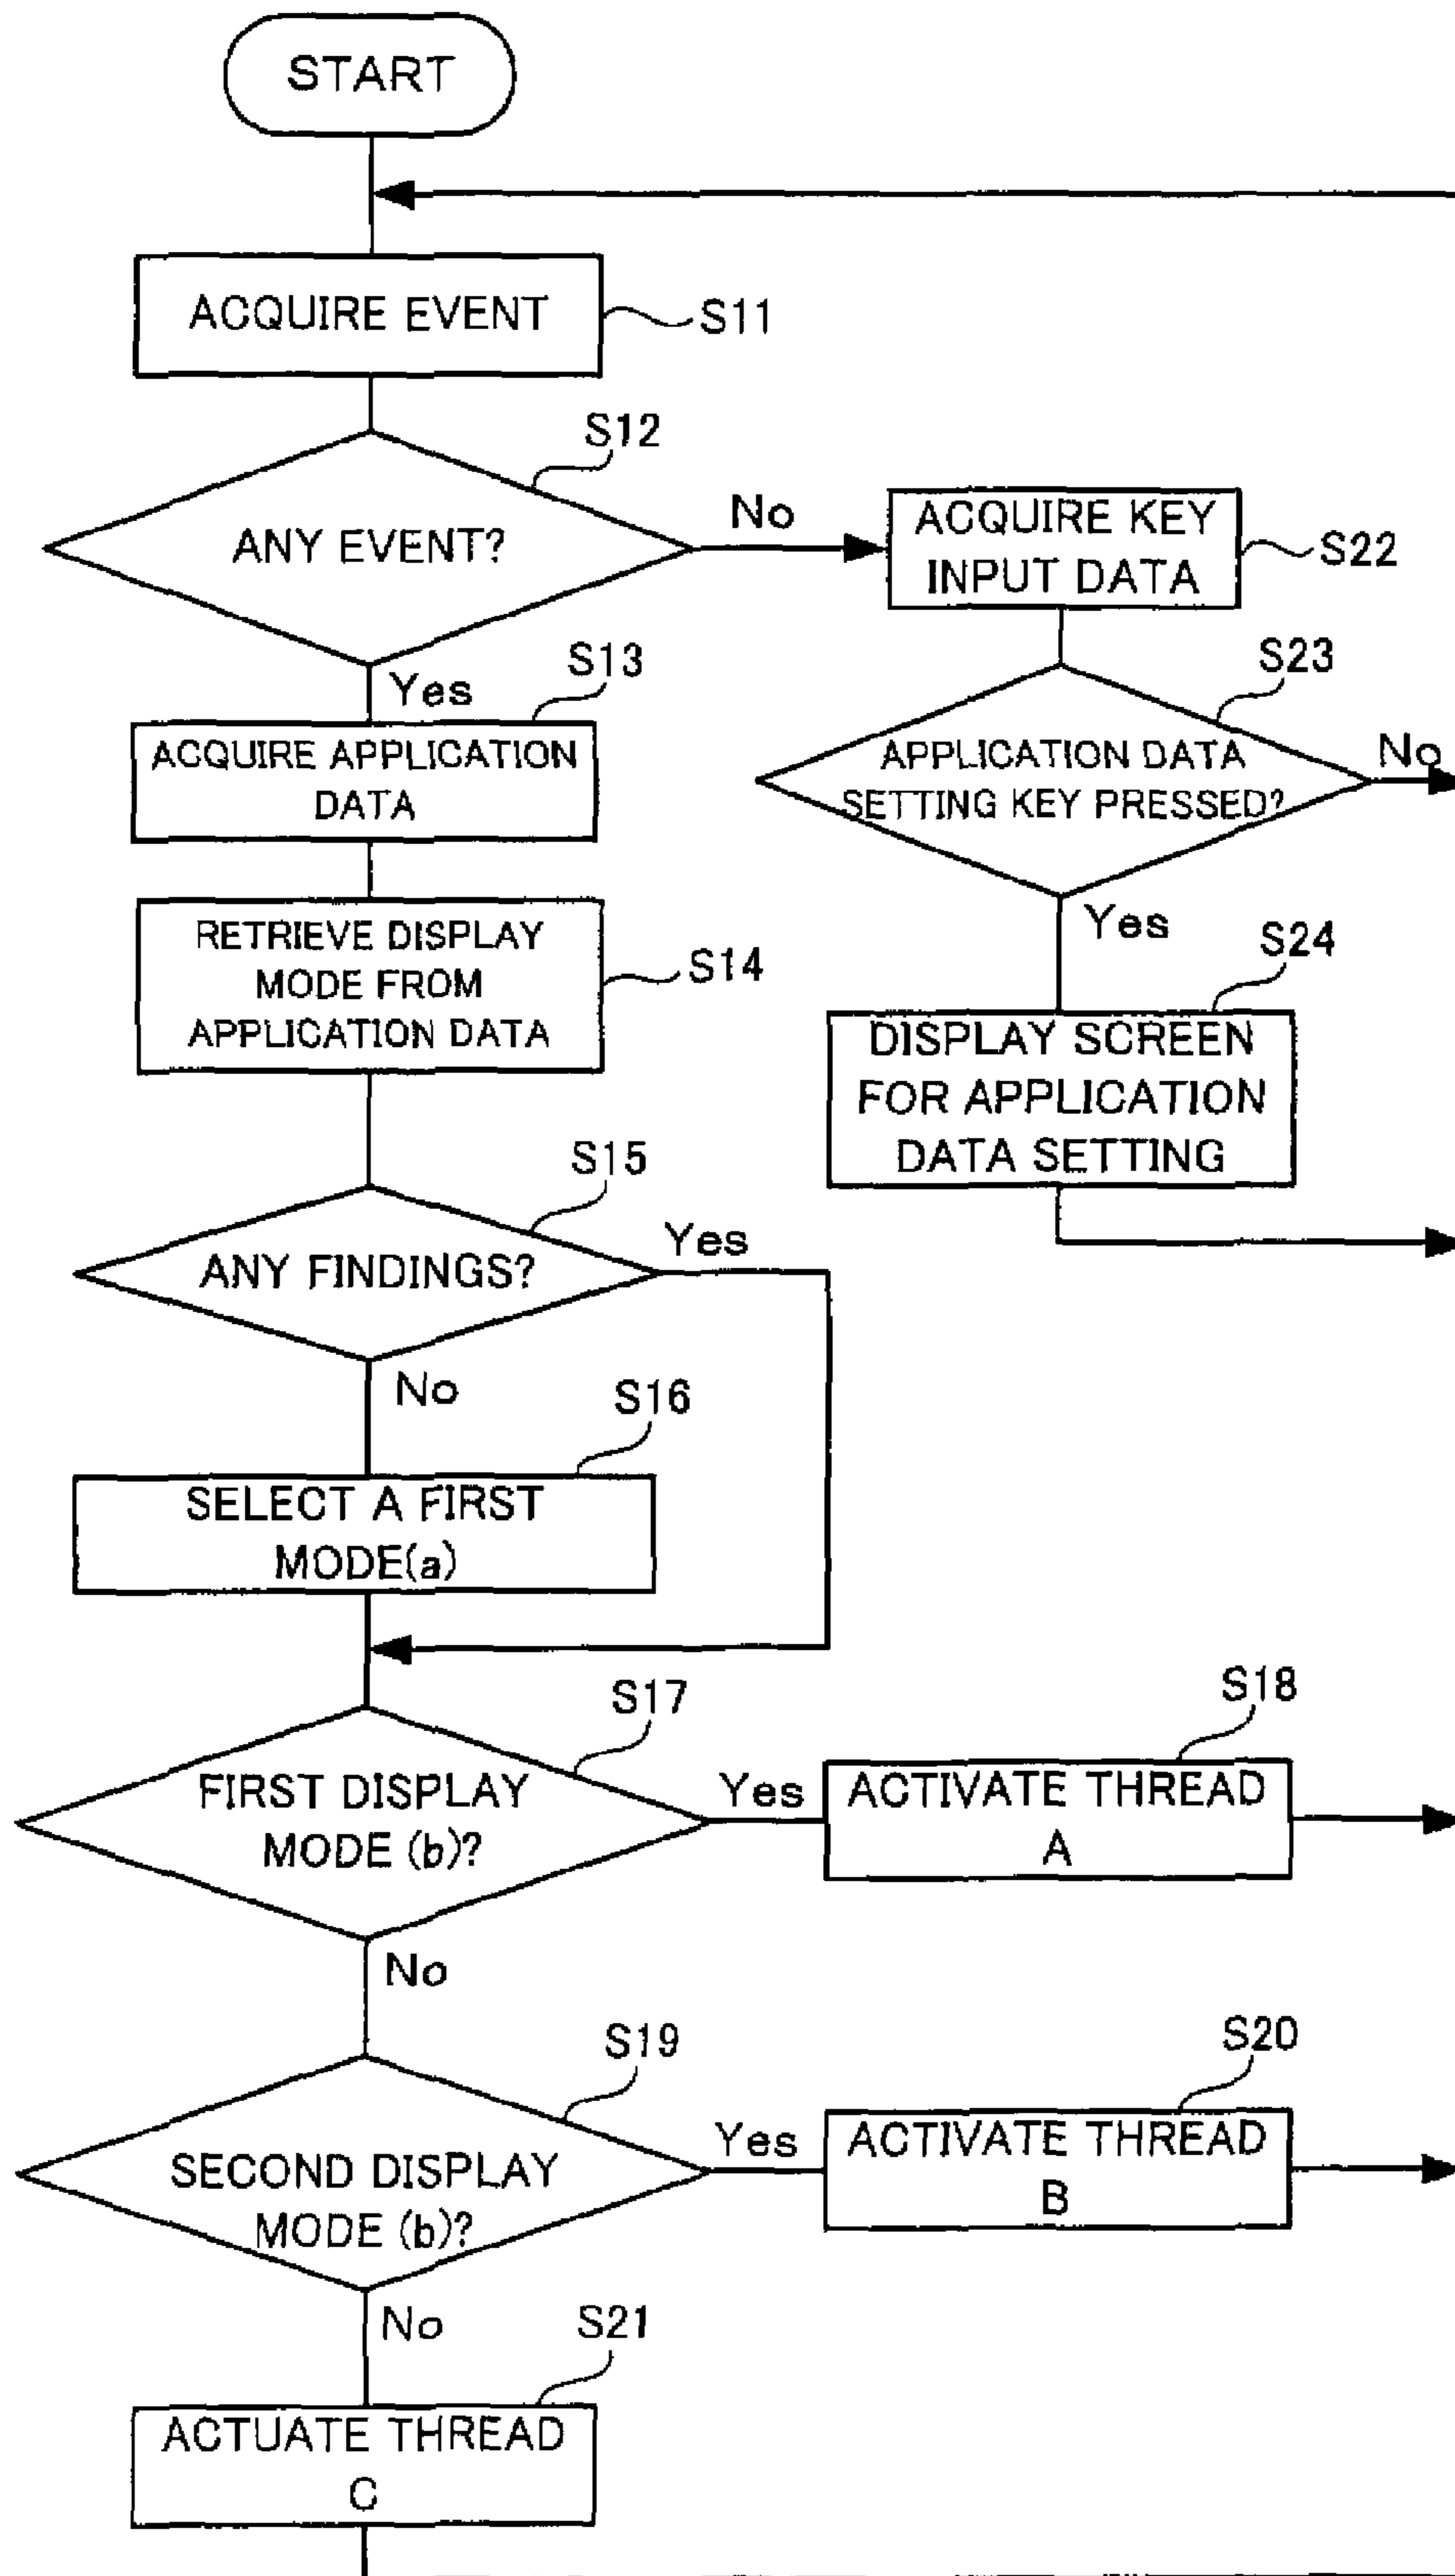 START
ACQUIRE EVENT
S11
S12
ANY EVENT?
No
ACQUIRE KEY
INPUT DATA
S22
Yes
S13
ACQUIRE APPLICATION
DATA
S23
APPLICATION DATA
SETTING KEY PRESSED?
No
Yes
RETRIEVE DISPLAY
MODE FROM
APPLICATION DATA
S14
S24
DISPLAY SCREEN
FOR APPLICATION
DATA SETTING
S15
ANY FINDINGS?
Yes
No
S16
SELECT A FIRST
MODE(a)
S17
FIRST DISPLAY
MODE (b)?
Yes
S18
ACTIVATE THREAD
A
No
S19
SECOND DISPLAY
MODE (b)?
Yes
S20
ACTIVATE THREAD
B
No
S21
ACTUATE THREAD
C